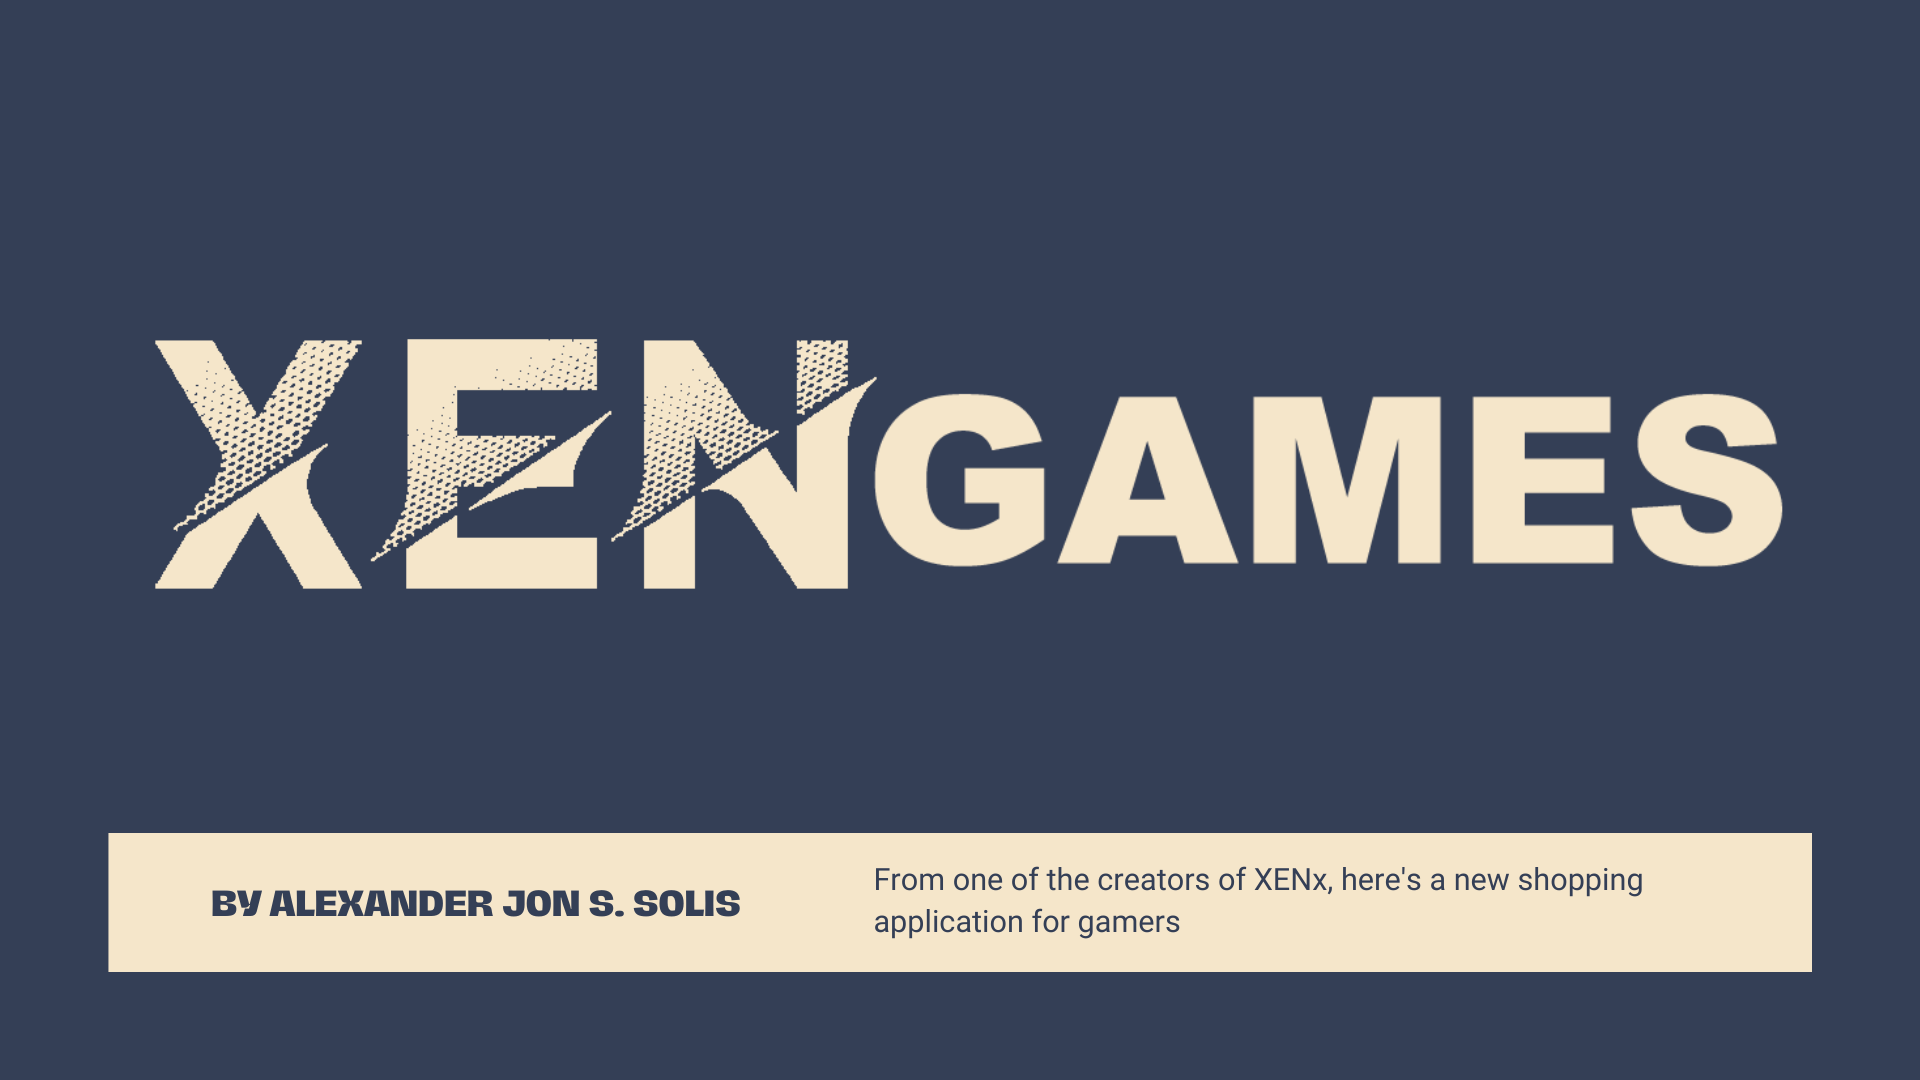 XENGAMES
BY ALEXANDER JON S. SOLIS
From one of the creators of XENx, here's a new shopping
application for gamers